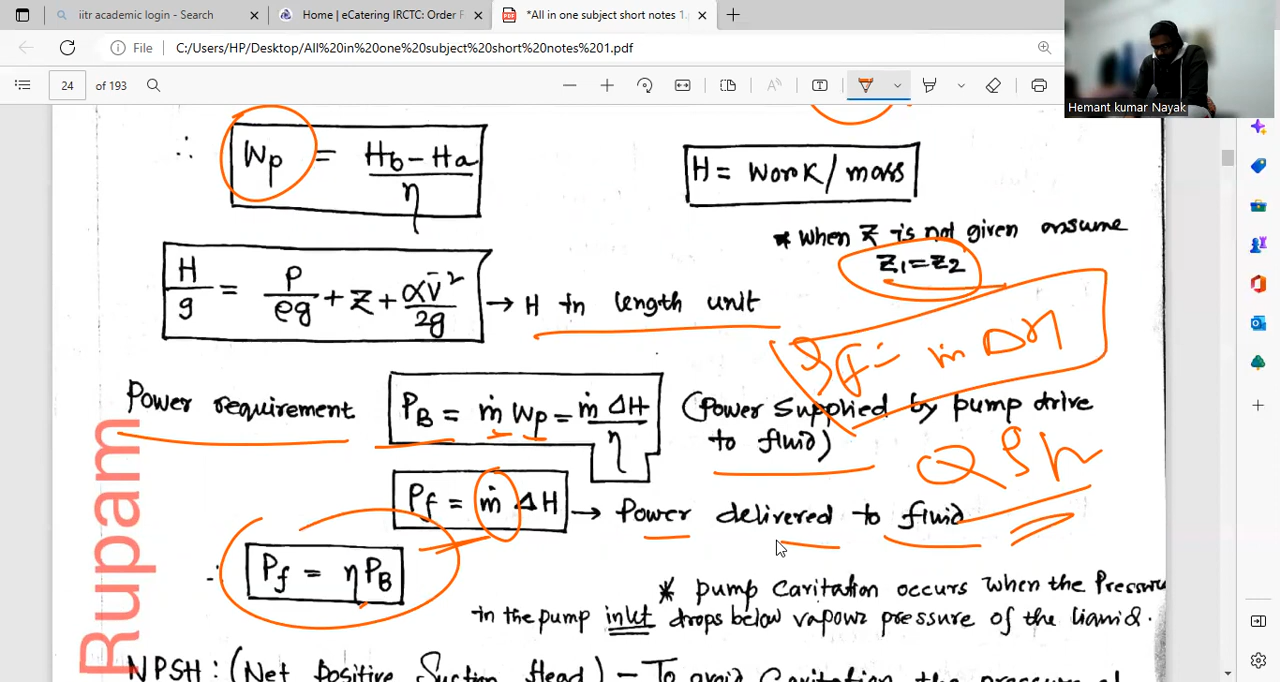 iitr academic login - Search
Home | eCatering IRCTC: Order F
*All in one subject short notes 1.p
File
C:/Users/HP/Desktop/All%20in%20one%20subject%20short%20notes%201.pdf
24 of 193
Hemant kumar Nayak
∴ Wp = Hb - Ha / η
H = Work / mass
* When Z is not given assume
Z1 = Z2
H/g = P/ρg + Z + αv̄²/2g → H in length unit
Power requirement PB = ṁ Wp = ṁ ΔH / η (Power supplied by pump drive
to fluid)
Pf = ṁ ΔH → Power delivered to fluid
∴ Pf = η PB
* pump Cavitation occurs when the Pressure
in the pump inlet drops below vapour pressure of the liquid.
NPSH: (Net Positive Suction Head) - To avoid Cavitation the pressure at
Rupam